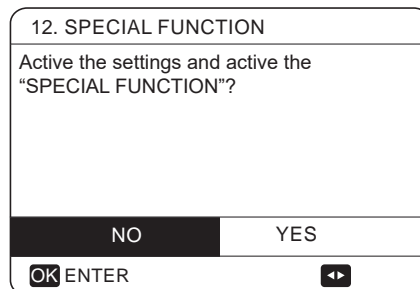 12. SPECIAL FUNCTION
Active the settings and active the
“SPECIAL FUNCTION”?
NO YES
OK ENTER